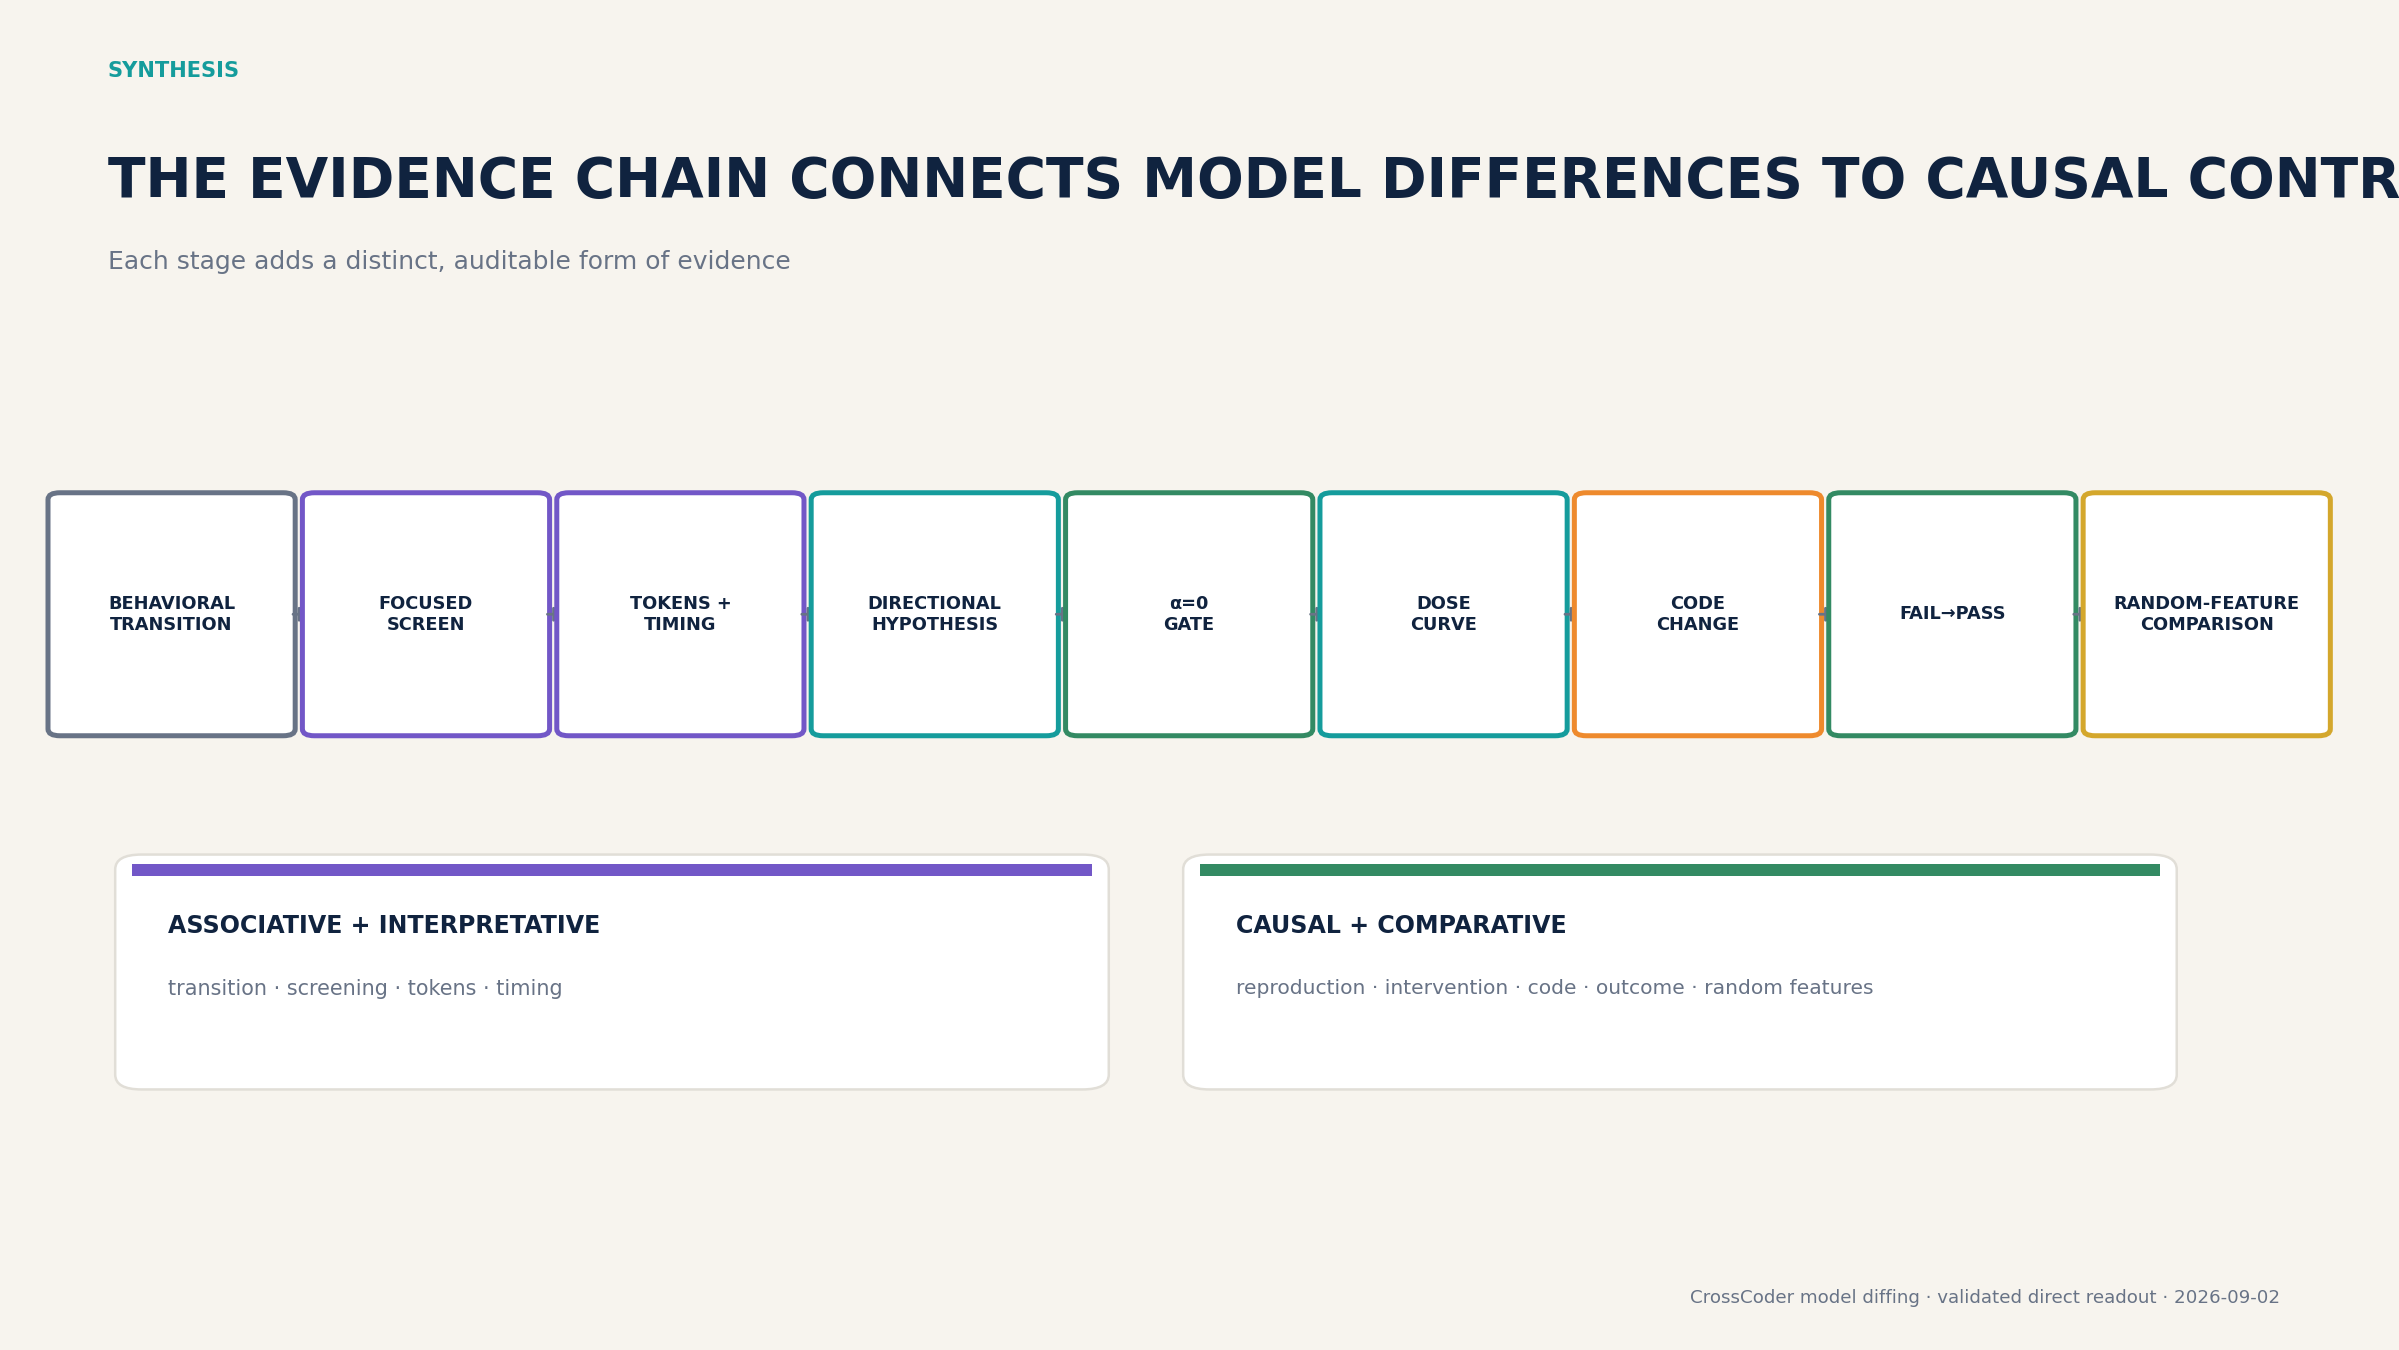 SYNTHESIS
THE EVIDENCE CHAIN CONNECTS MODEL DIFFERENCES TO CAUSAL CONTR
Each stage adds a distinct, auditable form of evidence
BEHAVIORAL
TRANSITION
FOCUSED
SCREEN
TOKENS +
TIMING
DIRECTIONAL
HYPOTHESIS
α=0
GATE
DOSE
CURVE
CODE
CHANGE
FAIL→PASS
RANDOM-FEATURE
COMPARISON
ASSOCIATIVE + INTERPRETATIVE
transition · screening · tokens · timing
CAUSAL + COMPARATIVE
reproduction · intervention · code · outcome · random features
CrossCoder model diffing · validated direct readout · 2026-09-02